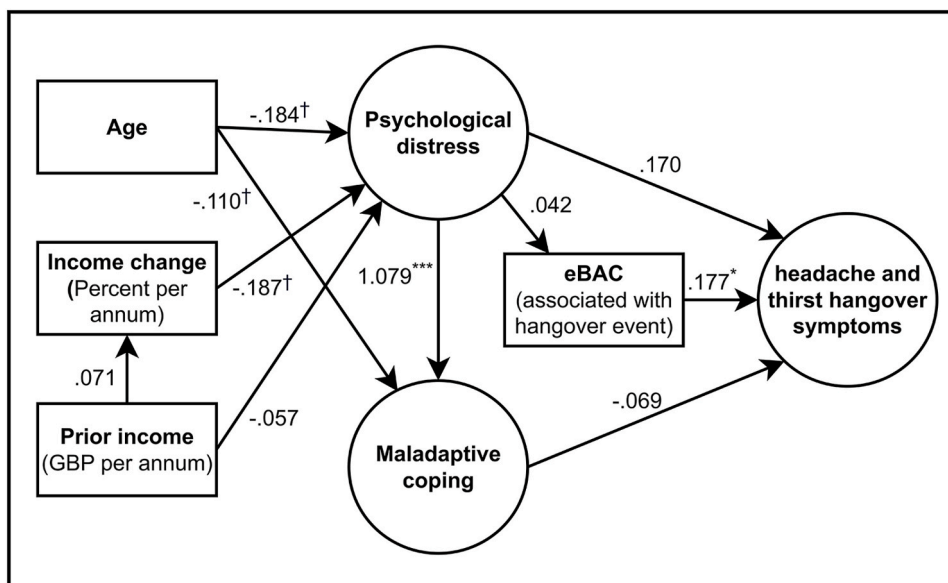 Age
-.184†
Psychological
distress
.170
-.110†
.042
Income change
(Percent per
annum)
-.187†
1.079***
eBAC
(associated with
hangover event)
.177*
headache and
thirst hangover
symptoms
.071
-.057
-.069
Prior income
(GBP per annum)
Maladaptive
coping